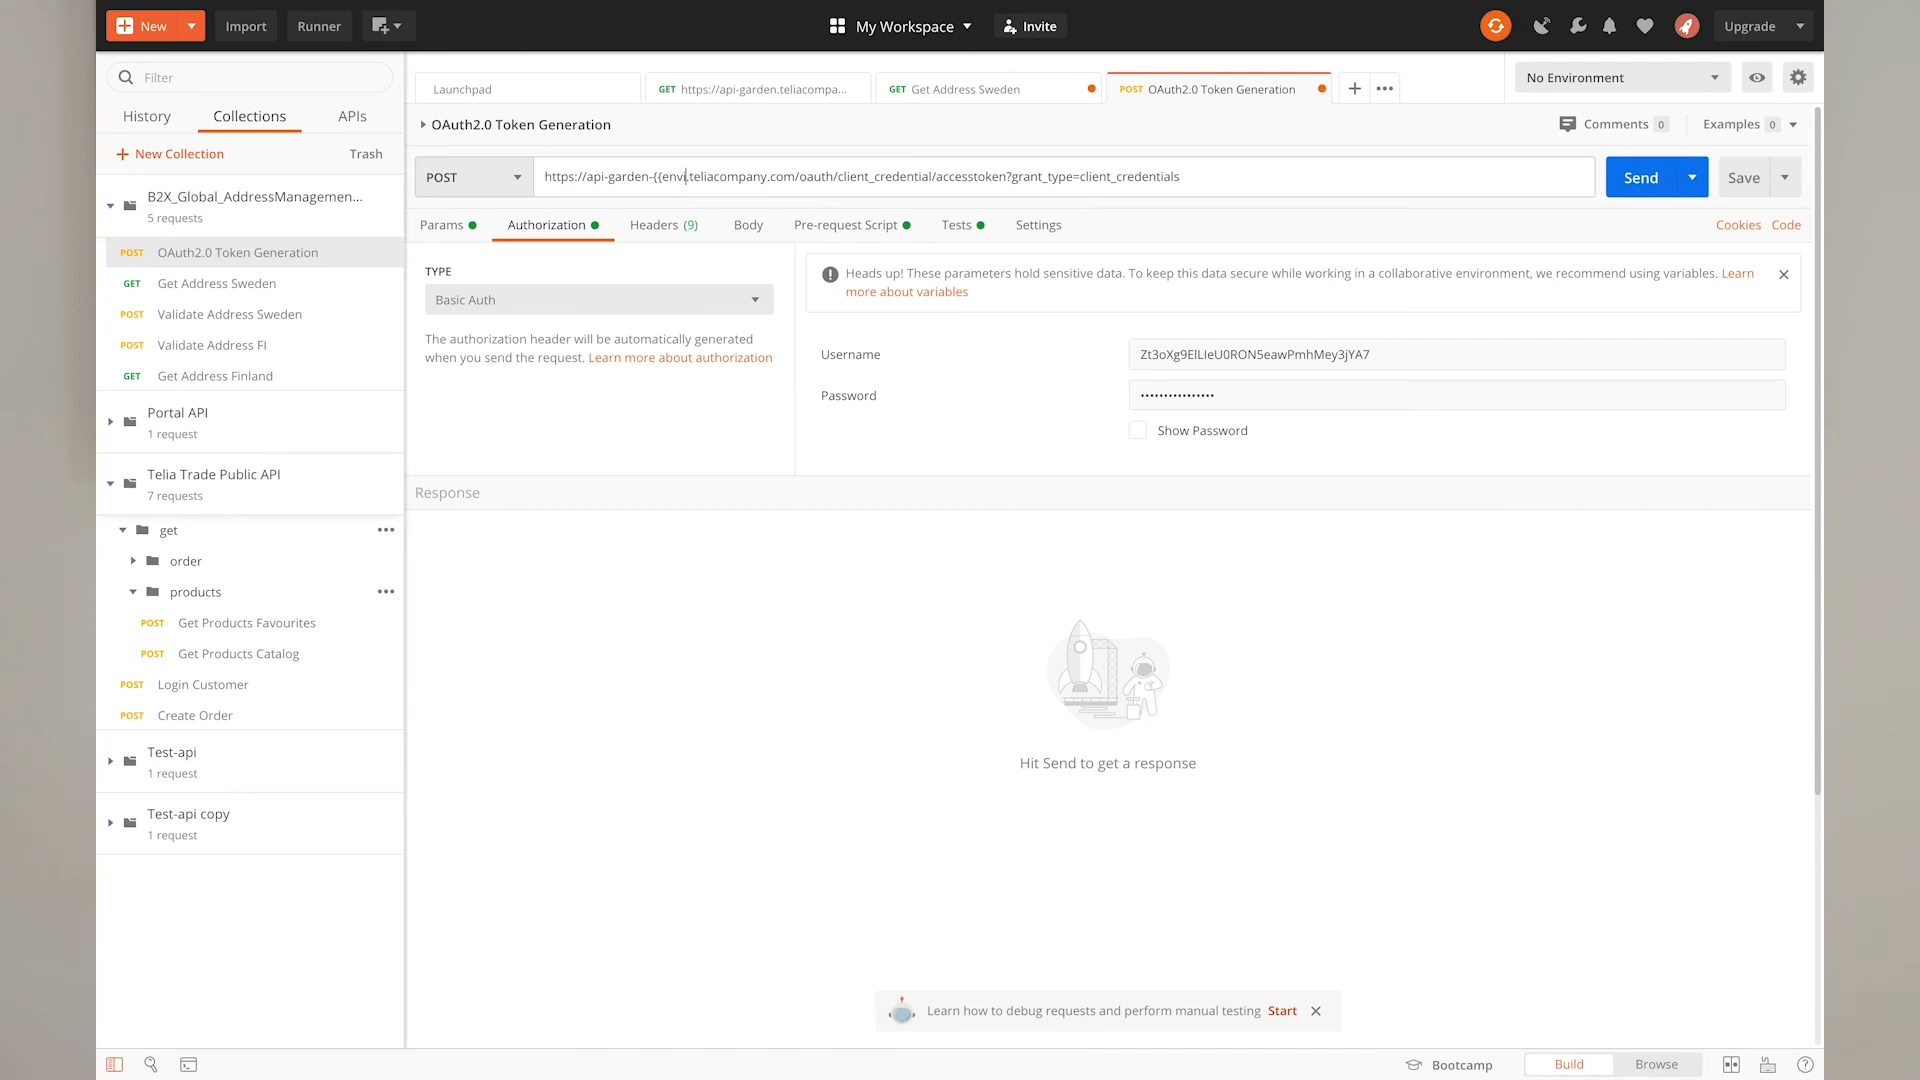 New
Import
Runner
My Workspace
Invite
Upgrade
Filter
History
Collections
APIs
New Collection
Trash
B2X_Global_AddressManagemen...
5 requests
POST OAuth2.0 Token Generation
GET Get Address Sweden
POST Validate Address Sweden
POST Validate Address FI
GET Get Address Finland
Portal API
1 request
Telia Trade Public API
7 requests
get
order
products
POST Get Products Favourites
POST Get Products Catalog
POST Login Customer
POST Create Order
Test-api
1 request
Test-api copy
1 request
Launchpad
GET https://api-garden.teliacompa...
GET Get Address Sweden
POST OAuth2.0 Token Generation
No Environment
OAuth2.0 Token Generation
Comments 0
Examples 0
POST
https://api-garden-{{envi.teliacompany.com/oauth/client_credential/accesstoken?grant_type=client_credentials
Send
Save
Params
Authorization
Headers (9)
Body
Pre-request Script
Tests
Settings
Cookies
Code
TYPE
Basic Auth
The authorization header will be automatically generated
when you send the request. Learn more about authorization
Heads up! These parameters hold sensitive data. To keep this data secure while working in a collaborative environment, we recommend using variables. Learn
more about variables
Username
Zt3oXg9ElLIeU0RON5eawPmhMey3jYA7
Password
Show Password
Response
Hit Send to get a response
Learn how to debug requests and perform manual testing Start
Bootcamp
Build
Browse